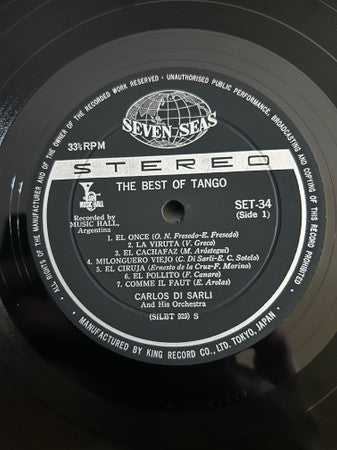 ALL RIGHTS OF THE MANUFACTURER AND OF THE OWNER OF THE RECORDED WORK RESERVED • UNAUTHORISED PUBLIC PERFORMANCE, BROADCASTING AND COPYING OF THIS RECORD PROHIBITED •
SEVEN SEAS
33⅓RPM
STEREO
THE BEST OF TANGO
MUSIC HALL
SET-34
(Side 1)
Recorded by
MUSIC HALL,
Argentina
1. EL ONCE (O. N. Fresedo-E. Fresedo)
2. LA VIRUTA (V. Greco)
3. EL CACHAFAZ (M. Aróstegui)
4. MILONGUERO VIEJO (C. Di Sarli-E. C. Sotolo)
5. EL CIRUJA (Ernesto de la Cruz-F. Marino)
6. EL POLLITO (F. Canaro)
7. COMME IL FAUT (E. Arolas)
CARLOS DI SARLI
And His Orchestra
(SiLBT 929) S
MANUFACTURED BY KING RECORD CO., LTD. TOKYO, JAPAN